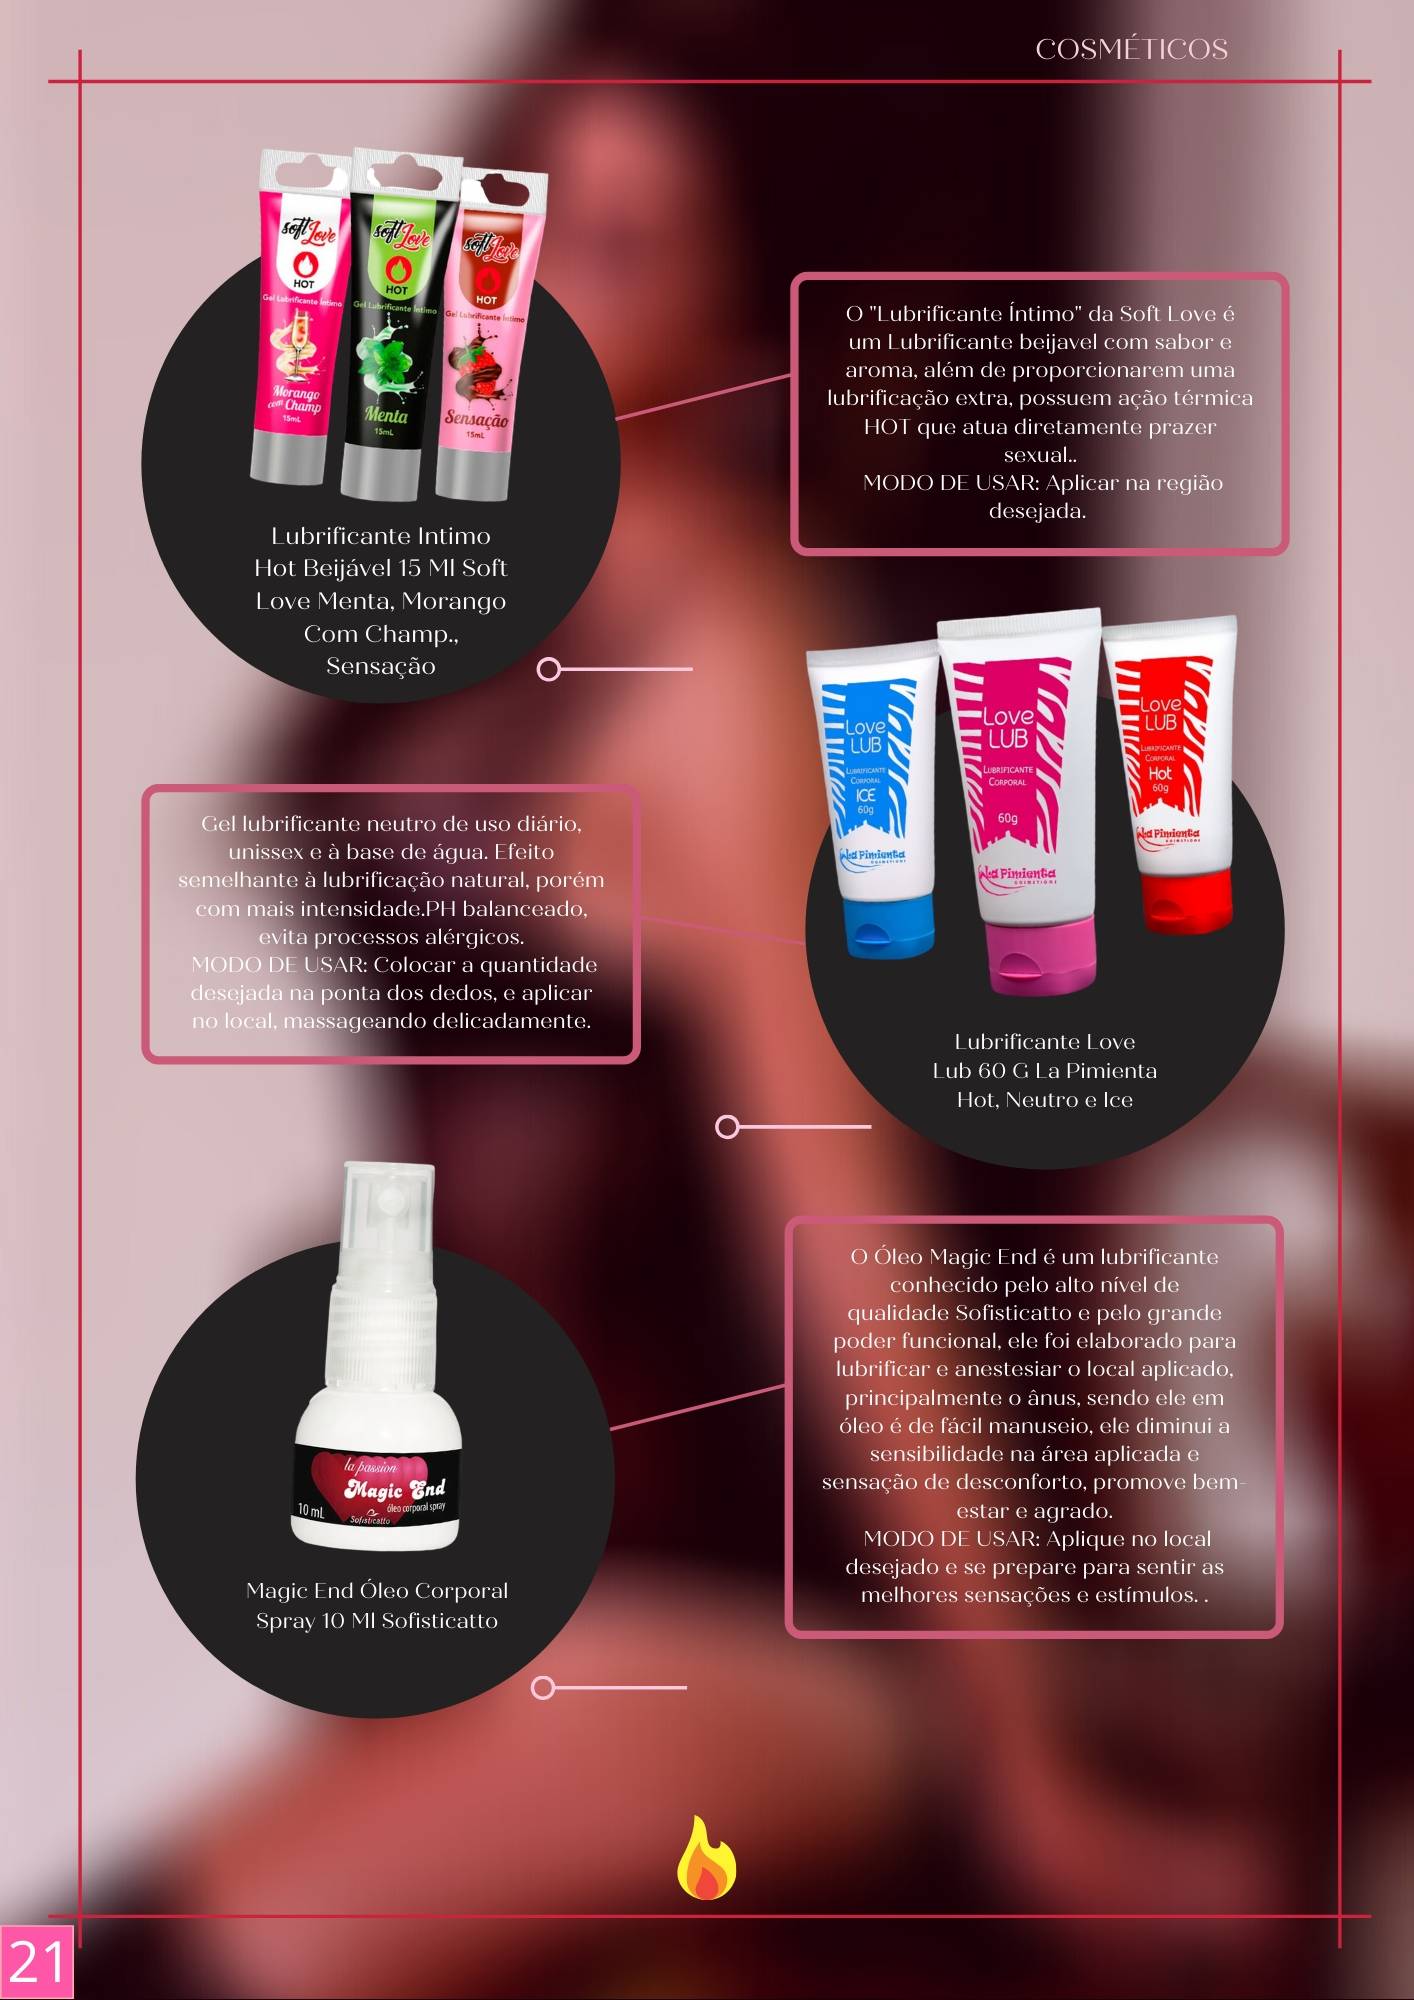 COSMÉTICOS
soft Love
HOT
Gel Lubrificante Íntimo
Morango
com Champ
15mL
soft Love
HOT
Gel Lubrificante Íntimo
Menta
15mL
soft Love
HOT
Gel Lubrificante Íntimo
Sensação
15mL
Lubrificante Intimo
Hot Beijável 15 Ml Soft
Love Menta, Morango
Com Champ.,
Sensação
O "Lubrificante Íntimo" da Soft Love é
um Lubrificante beijavel com sabor e
aroma, além de proporcionarem uma
lubrificação extra, possuem ação térmica
HOT que atua diretamente prazer
sexual..
MODO DE USAR: Aplicar na região
desejada.
Love
LUB
Lubrificante
Corporal
ICE
60g
La Pimienta
COSMETICOS
Love
LUB
Lubrificante
Corporal
60g
La Pimienta
COSMETICOS
Love
LUB
Lubrificante
Corporal
Hot
60g
La Pimienta
COSMETICOS
Gel lubrificante neutro de uso diário,
unissex e à base de água. Efeito
semelhante à lubrificação natural, porém
com mais intensidade.PH balanceado,
evita processos alérgicos.
MODO DE USAR: Colocar a quantidade
desejada na ponta dos dedos, e aplicar
no local, massageando delicadamente.
Lubrificante Love
Lub 60 G La Pimienta
Hot, Neutro e Ice
la passion
Magic End
10 mL
óleo corporal spray
Sofisticatto
Magic End Óleo Corporal
Spray 10 Ml Sofisticatto
O Óleo Magic End é um lubrificante
conhecido pelo alto nível de
qualidade Sofisticatto e pelo grande
poder funcional, ele foi elaborado para
lubrificar e anestesiar o local aplicado,
principalmente o ânus, sendo ele em
óleo é de fácil manuseio, ele diminui a
sensibilidade na área aplicada e
sensação de desconforto, promove bem-
estar e agrado.
MODO DE USAR: Aplique no local
desejado e se prepare para sentir as
melhores sensações e estímulos. .
21